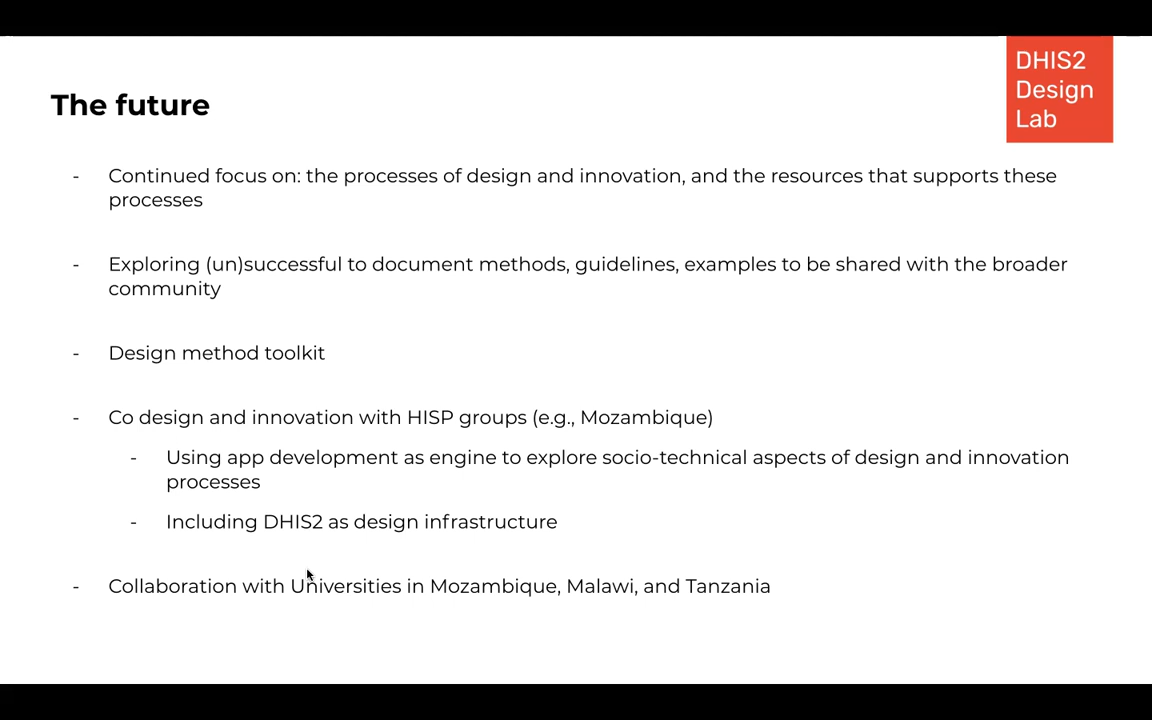 DHIS2
Design
Lab
The future
- Continued focus on: the processes of design and innovation, and the resources that supports these
processes
- Exploring (un)successful to document methods, guidelines, examples to be shared with the broader
community
- Design method toolkit
- Co design and innovation with HISP groups (e.g., Mozambique)
- Using app development as engine to explore socio-technical aspects of design and innovation
processes
- Including DHIS2 as design infrastructure
- Collaboration with Universities in Mozambique, Malawi, and Tanzania